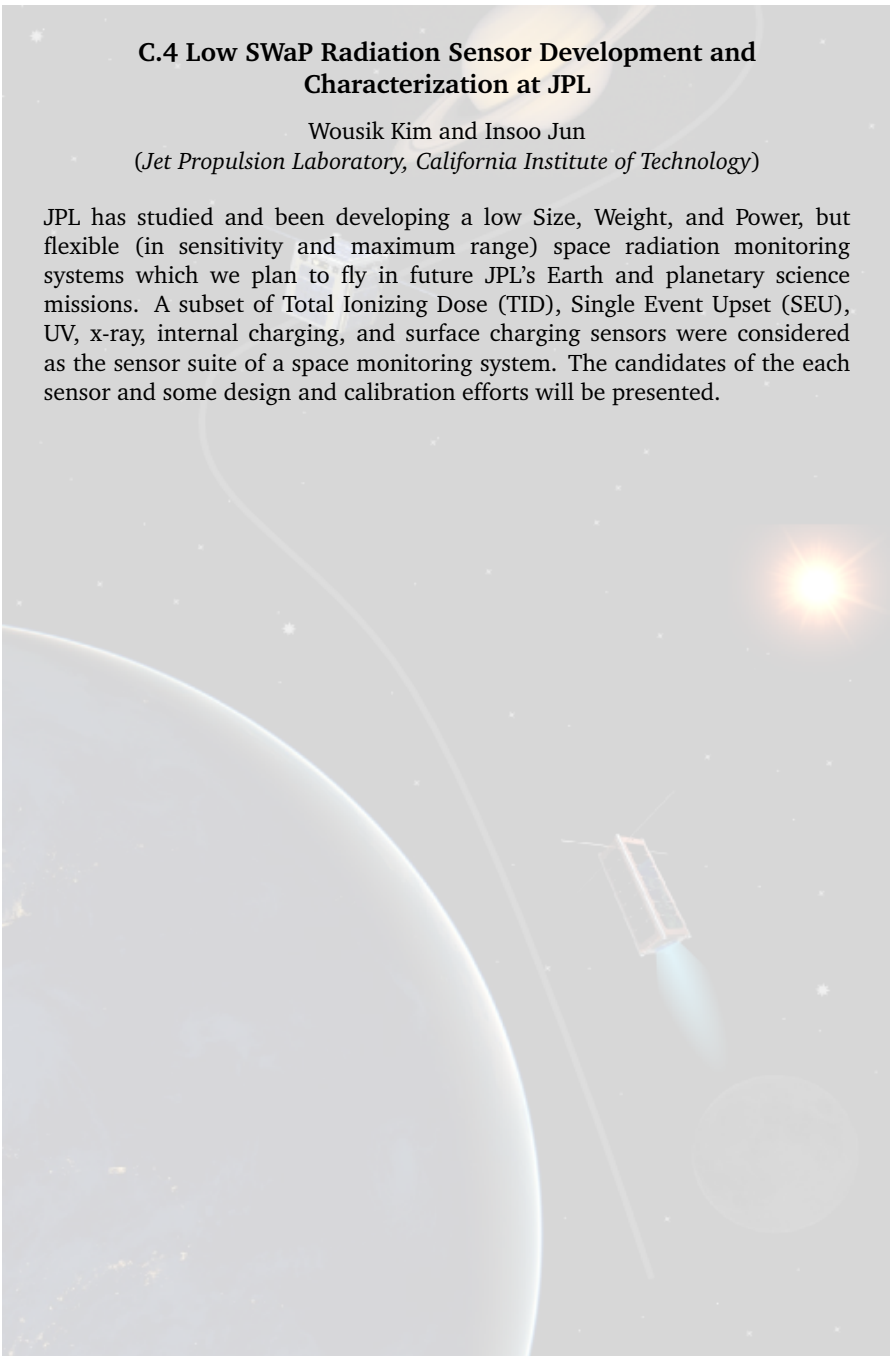 C.4 Low SWaP Radiation Sensor Development and
Characterization at JPL
Wousik Kim and Insoo Jun
(Jet Propulsion Laboratory, California Institute of Technology)
JPL has studied and been developing a low Size, Weight, and Power, but
flexible (in sensitivity and maximum range) space radiation monitoring
systems which we plan to fly in future JPL's Earth and planetary science
missions. A subset of Total Ionizing Dose (TID), Single Event Upset (SEU),
UV, x-ray, internal charging, and surface charging sensors were considered
as the sensor suite of a space monitoring system. The candidates of the each
sensor and some design and calibration efforts will be presented.